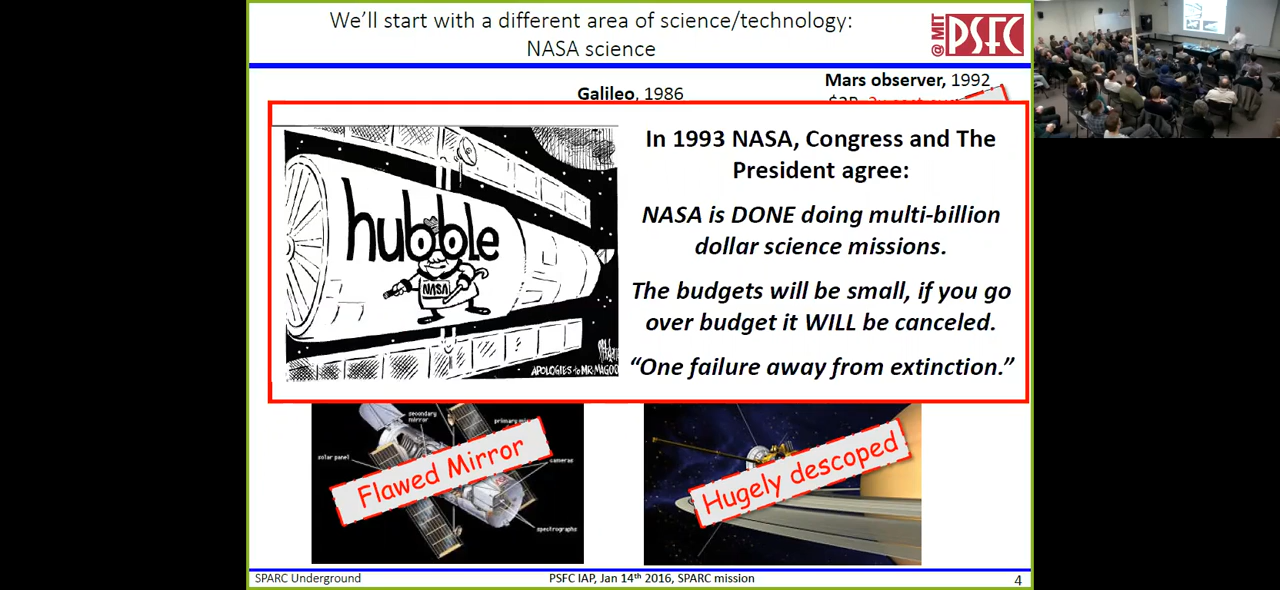 We'll start with a different area of science/technology:
NASA science
@ MIT
PSFC
Mars observer, 1992
Galileo, 1986
In 1993 NASA, Congress and The
President agree:
NASA is DONE doing multi-billion
dollar science missions.
The budgets will be small, if you go
over budget it WILL be canceled.
“One failure away from extinction.”
hubble
NASA
APOLOGIES to MR. MAGOO
secondary
mirror
solar panel
cameras
spectrographs
Flawed Mirror
Hugely descoped
SPARC Underground
PSFC IAP, Jan 14th 2016, SPARC mission
4